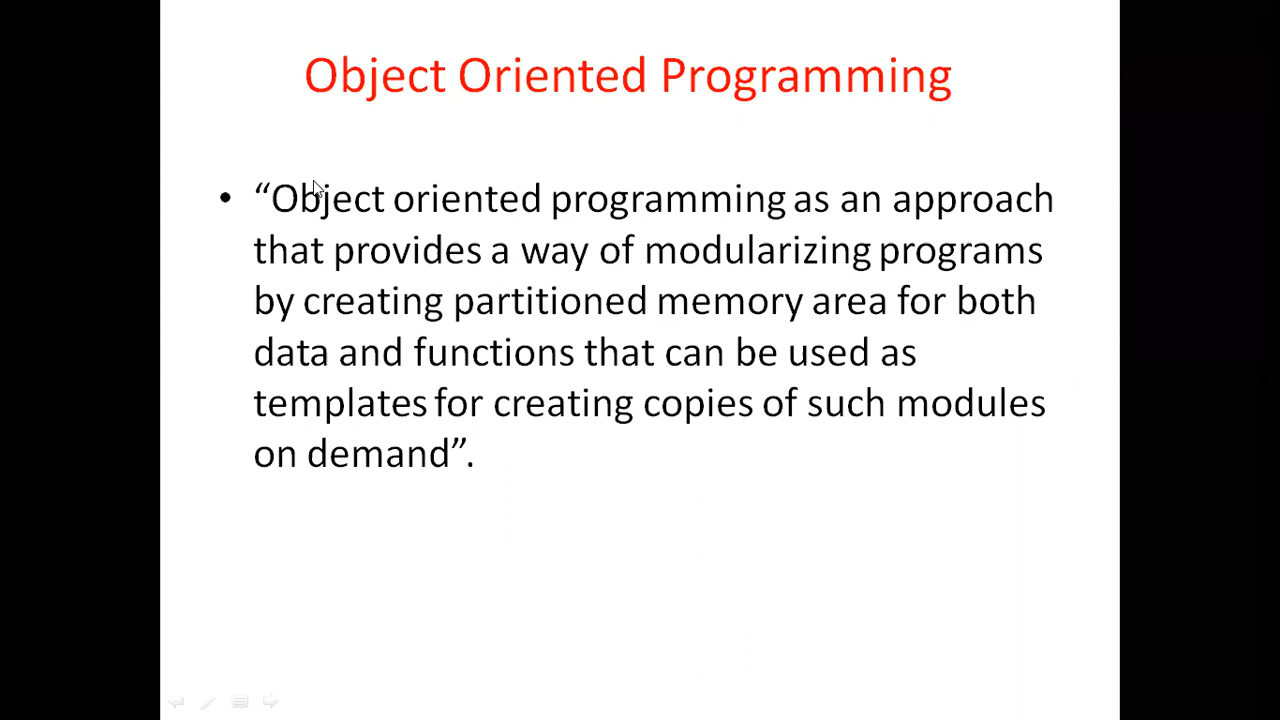 Object Oriented Programming
• “Object oriented programming as an approach
that provides a way of modularizing programs
by creating partitioned memory area for both
data and functions that can be used as
templates for creating copies of such modules
on demand”.